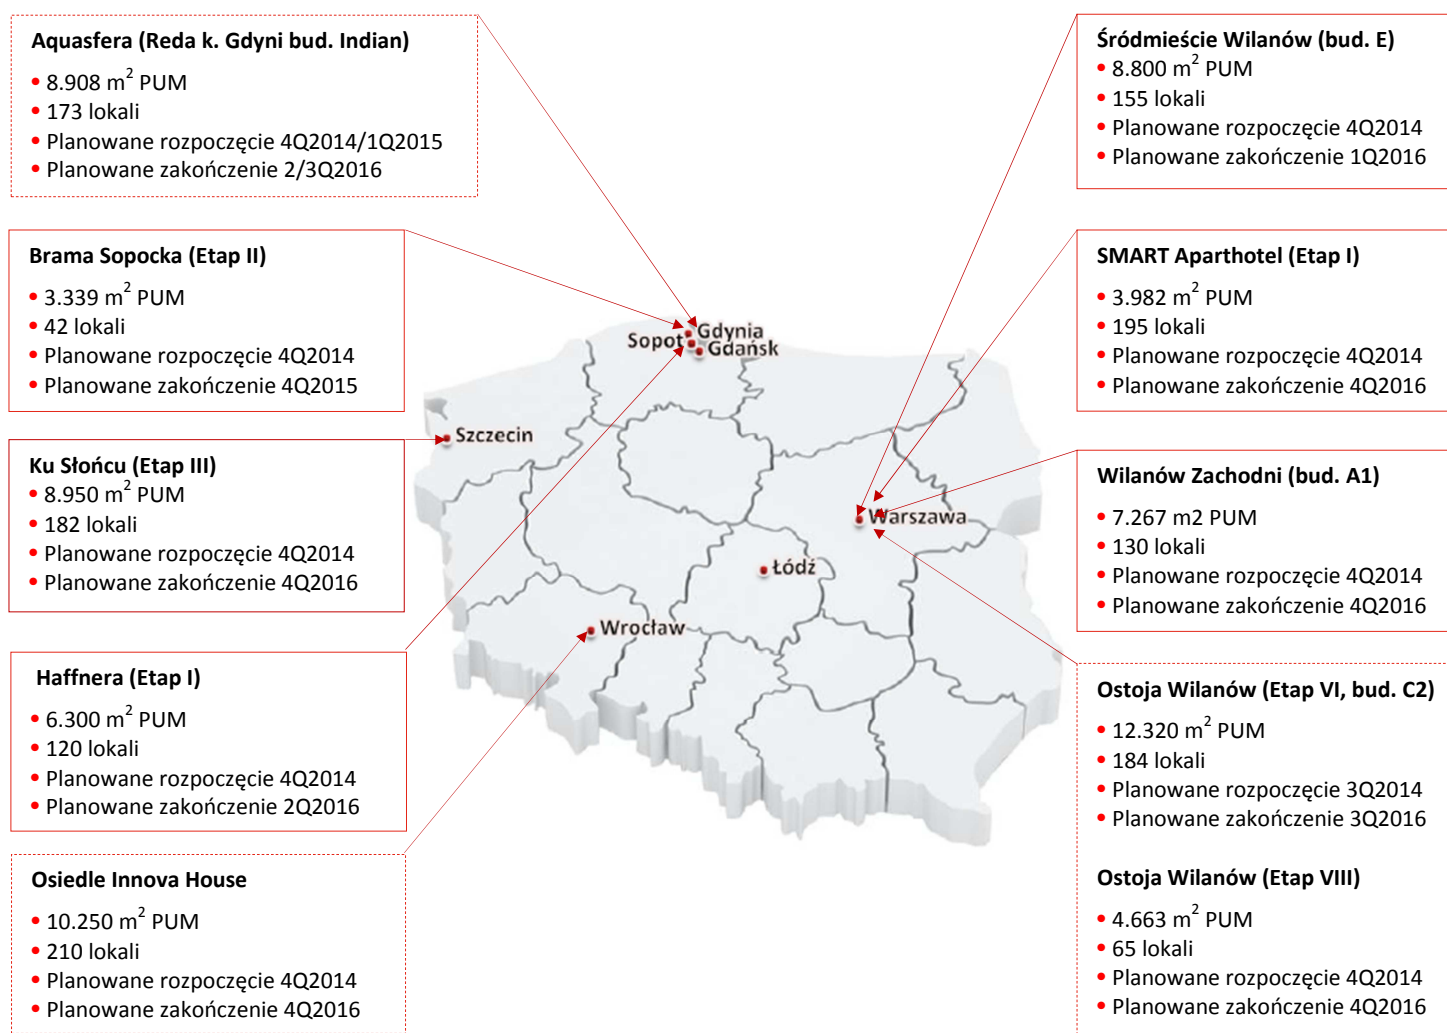 Aquasfera (Reda k. Gdyni bud. Indian)
• 8.908 m² PUM
• 173 lokali
• Planowane rozpoczęcie 4Q2014/1Q2015
• Planowane zakończenie 2/3Q2016
Brama Sopocka (Etap II)
• 3.339 m² PUM
• 42 lokali
• Planowane rozpoczęcie 4Q2014
• Planowane zakończenie 4Q2015
Ku Słońcu (Etap III)
• 8.950 m² PUM
• 182 lokali
• Planowane rozpoczęcie 4Q2014
• Planowane zakończenie 4Q2016
Haffnera (Etap I)
• 6.300 m² PUM
• 120 lokali
• Planowane rozpoczęcie 4Q2014
• Planowane zakończenie 2Q2016
Osiedle Innova House
• 10.250 m² PUM
• 210 lokali
• Planowane rozpoczęcie 4Q2014
• Planowane zakończenie 4Q2016
Gdynia
Sopot
Gdańsk
Szczecin
Warszawa
Łódź
Wrocław
Śródmieście Wilanów (bud. E)
• 8.800 m² PUM
• 155 lokali
• Planowane rozpoczęcie 4Q2014
• Planowane zakończenie 1Q2016
SMART Aparthotel (Etap I)
• 3.982 m² PUM
• 195 lokali
• Planowane rozpoczęcie 4Q2014
• Planowane zakończenie 4Q2016
Wilanów Zachodni (bud. A1)
• 7.267 m2 PUM
• 130 lokali
• Planowane rozpoczęcie 4Q2014
• Planowane zakończenie 4Q2016
Ostoja Wilanów (Etap VI, bud. C2)
• 12.320 m² PUM
• 184 lokali
• Planowane rozpoczęcie 3Q2014
• Planowane zakończenie 3Q2016
Ostoja Wilanów (Etap VIII)
• 4.663 m² PUM
• 65 lokali
• Planowane rozpoczęcie 4Q2014
• Planowane zakończenie 4Q2016